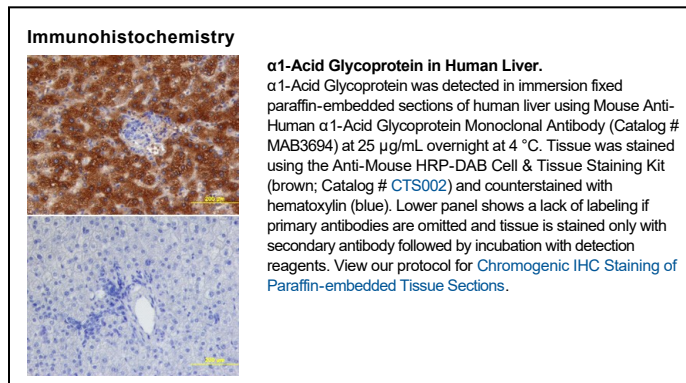 Immunohistochemistry
α1-Acid Glycoprotein in Human Liver.
α1-Acid Glycoprotein was detected in immersion fixed
paraffin-embedded sections of human liver using Mouse Anti-
Human α1-Acid Glycoprotein Monoclonal Antibody (Catalog #
MAB3694) at 25 µg/mL overnight at 4 °C. Tissue was stained
using the Anti-Mouse HRP-DAB Cell & Tissue Staining Kit
(brown; Catalog # CTS002) and counterstained with
hematoxylin (blue). Lower panel shows a lack of labeling if
primary antibodies are omitted and tissue is stained only with
secondary antibody followed by incubation with detection
reagents. View our protocol for Chromogenic IHC Staining of
Paraffin-embedded Tissue Sections.